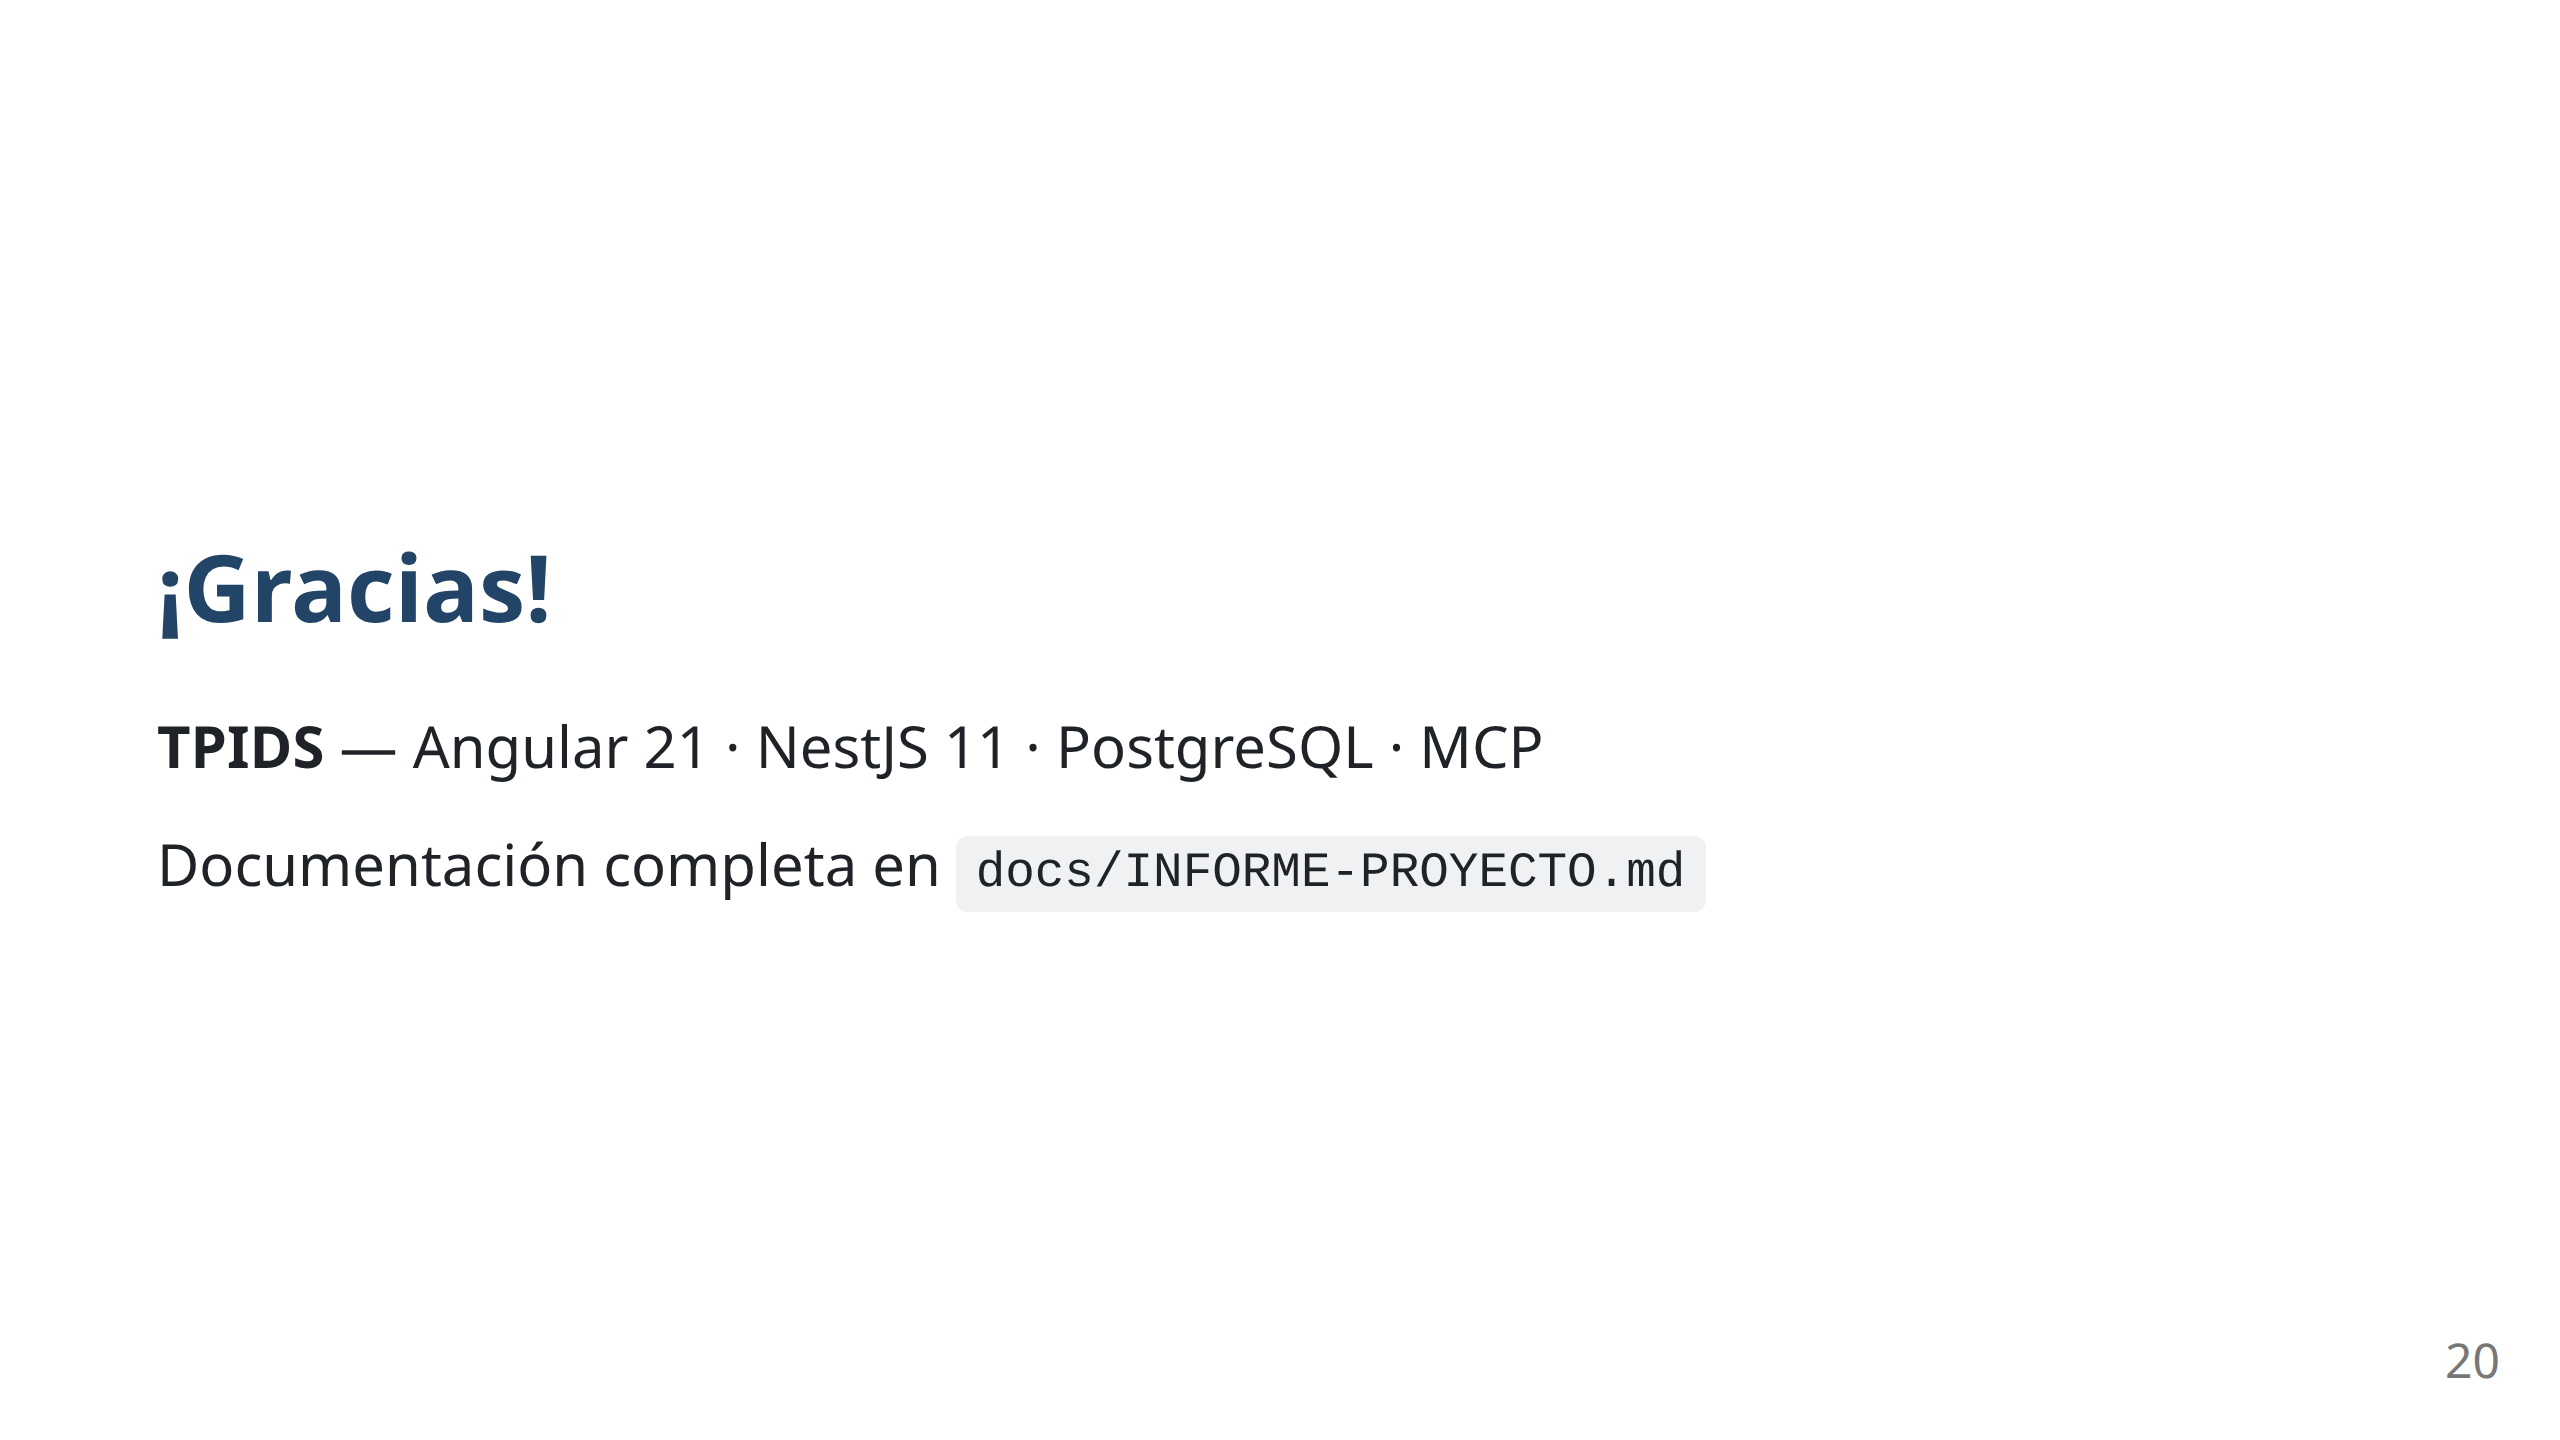 ¡Gracias!
TPIDS — Angular 21 · NestJS 11 · PostgreSQL · MCP
Documentación completa en docs/INFORME-PROYECTO.md
20